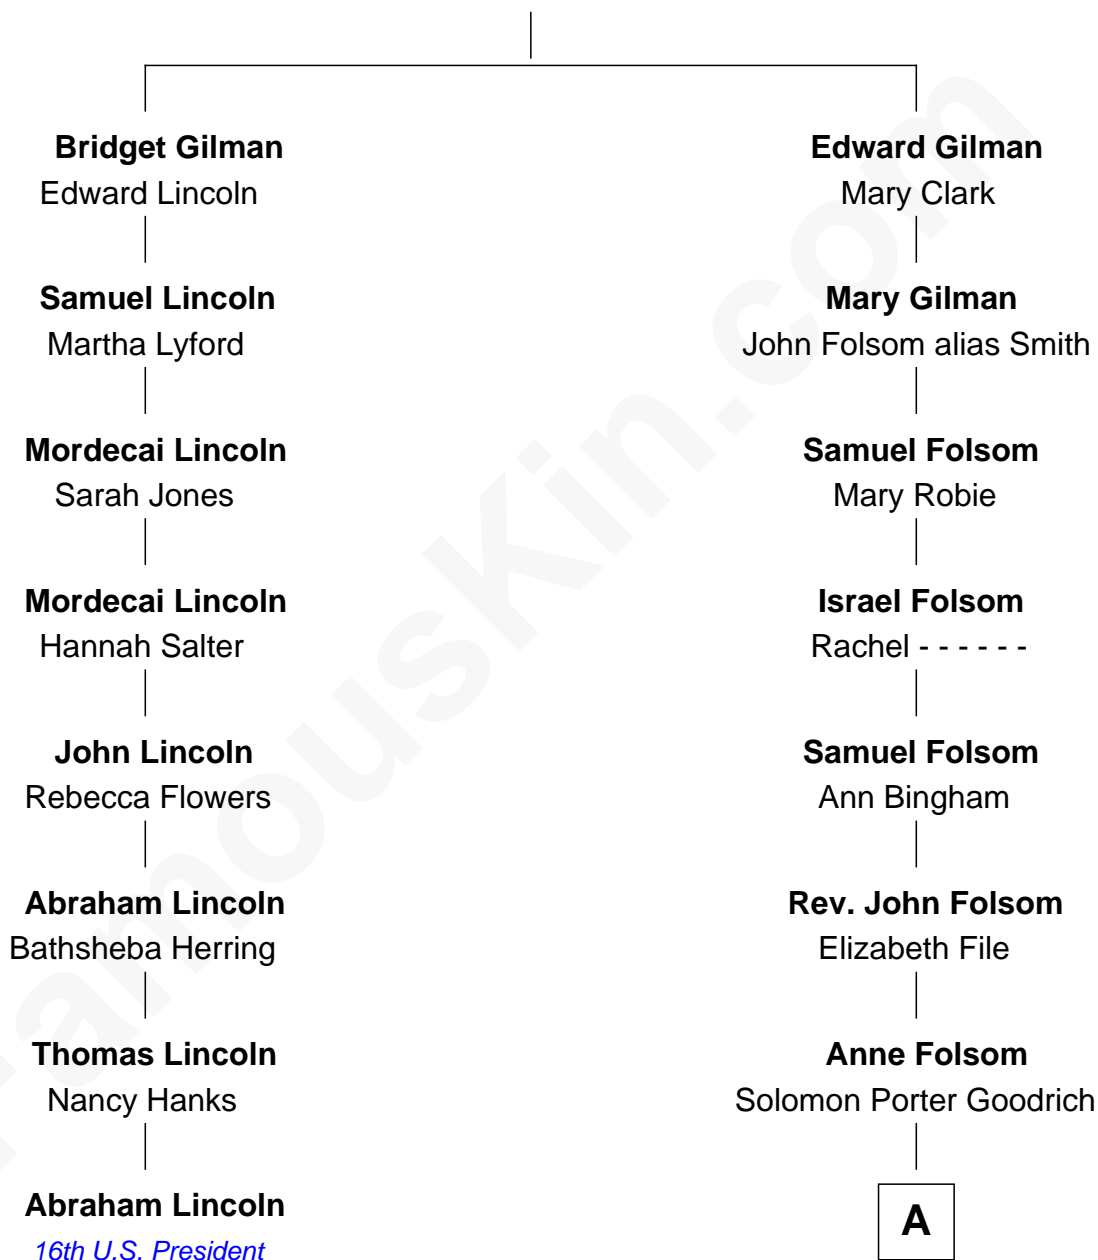 Bridget Gilman
Edward Lincoln
Samuel Lincoln
Martha Lyford
Mordecai Lincoln
Sarah Jones
Mordecai Lincoln
Hannah Salter
John Lincoln
Rebecca Flowers
Abraham Lincoln
Bathsheba Herring
Thomas Lincoln
Nancy Hanks
Abraham Lincoln
16th U.S. President
Edward Gilman
Mary Clark
Mary Gilman
John Folsom alias Smith
Samuel Folsom
Mary Robie
Israel Folsom
Rachel - - - - - -
Samuel Folsom
Ann Bingham
Rev. John Folsom
Elizabeth File
Anne Folsom
Solomon Porter Goodrich
A
FamousKin.com